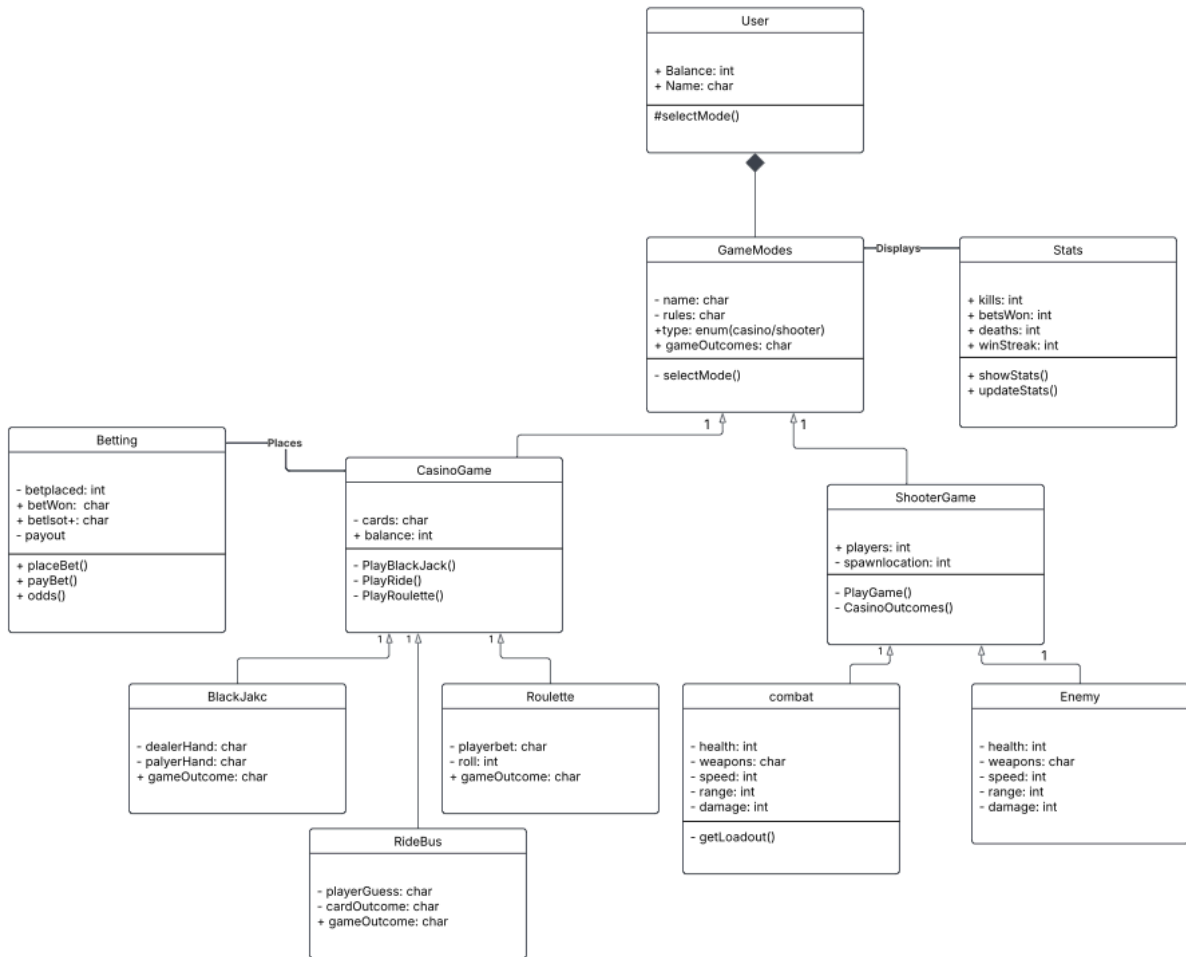 User
+ Balance: int
+ Name: char
#selectMode()
GameModes
- name: char
- rules: char
+type: enum(casino/shooter)
+ gameOutcomes: char
- selectMode()
Displays
Stats
+ kills: int
+ betsWon: int
+ deaths: int
+ winStreak: int
+ showStats()
+ updateStats()
1
1
Betting
- betplaced: int
+ betWon: char
+ betlsot+: char
- payout
+ placeBet()
+ payBet()
+ odds()
Places
CasinoGame
- cards: char
+ balance: int
- PlayBlackJack()
- PlayRide()
- PlayRoulette()
ShooterGame
+ players: int
- spawnlocation: int
- PlayGame()
- CasinoOutcomes()
1
1
1
1
1
BlackJakc
- dealerHand: char
- palyerHand: char
+ gameOutcome: char
Roulette
- playerbet: char
- roll: int
+ gameOutcome: char
combat
- health: int
- weapons: char
- speed: int
- range: int
- damage: int
- getLoadout()
Enemy
- health: int
- weapons: char
- speed: int
- range: int
- damage: int
RideBus
- playerGuess: char
- cardOutcome: char
+ gameOutcome: char